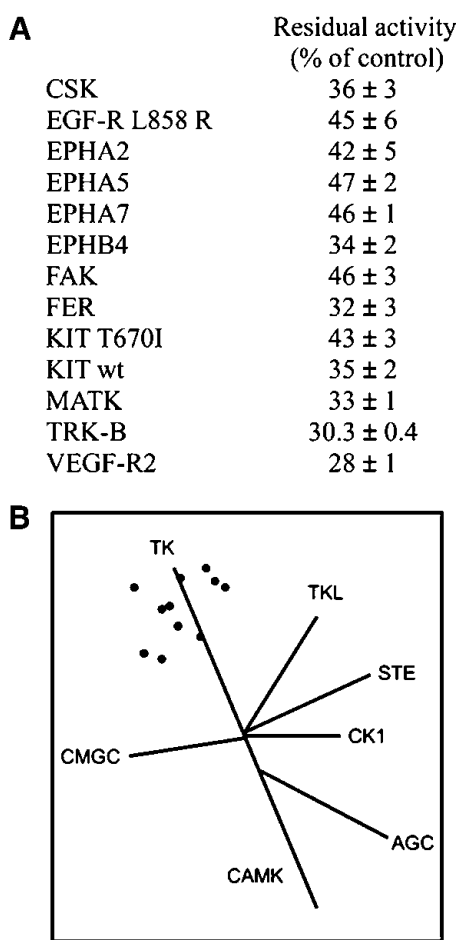 A
Residual activity
(% of control)
CSK 36 ± 3
EGF-R L858 R 45 ± 6
EPHA2 42 ± 5
EPHA5 47 ± 2
EPHA7 46 ± 1
EPHB4 34 ± 2
FAK 46 ± 3
FER 32 ± 3
KIT T670I 43 ± 3
KIT wt 35 ± 2
MATK 33 ± 1
TRK-B 30.3 ± 0.4
VEGF-R2 28 ± 1
B
TK
TKL
STE
CK1
CMGC
AGC
CAMK